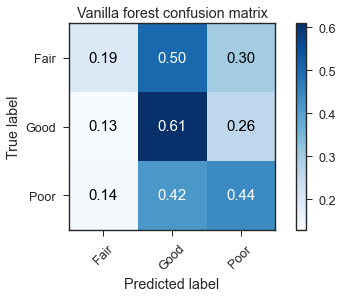 Vanilla forest confusion matrix
True label
Fair 0.19 0.50 0.30
Good 0.13 0.61 0.26
Poor 0.14 0.42 0.44
Fair Good Poor
Predicted label
0.6
0.5
0.4
0.3
0.2